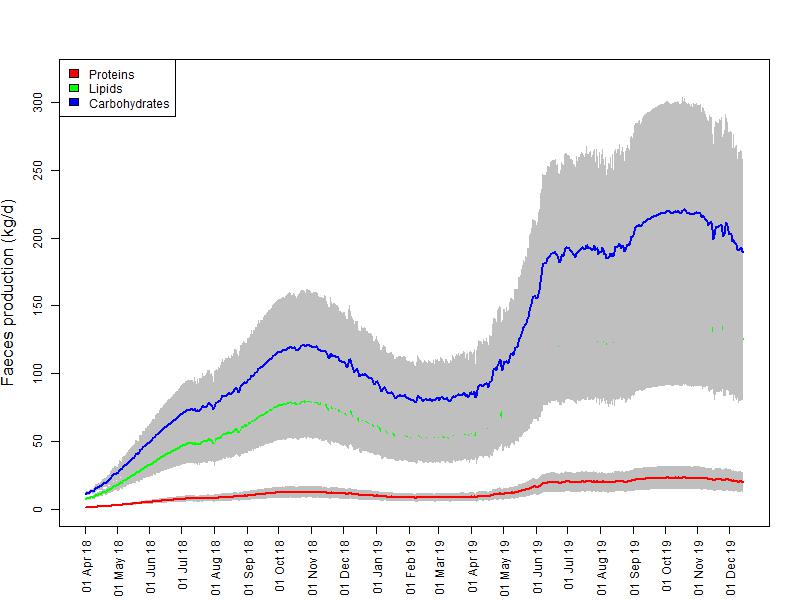 Proteins
Lipids
Carbohydrates
Faeces production (kg/d)
300
250
200
150
100
50
0
01 Apr 18
01 May 18
01 Jun 18
01 Jul 18
01 Aug 18
01 Sep 18
01 Oct 18
01 Nov 18
01 Dec 18
01 Jan 19
01 Feb 19
01 Mar 19
01 Apr 19
01 May 19
01 Jun 19
01 Jul 19
01 Aug 19
01 Sep 19
01 Oct 19
01 Nov 19
01 Dec 19